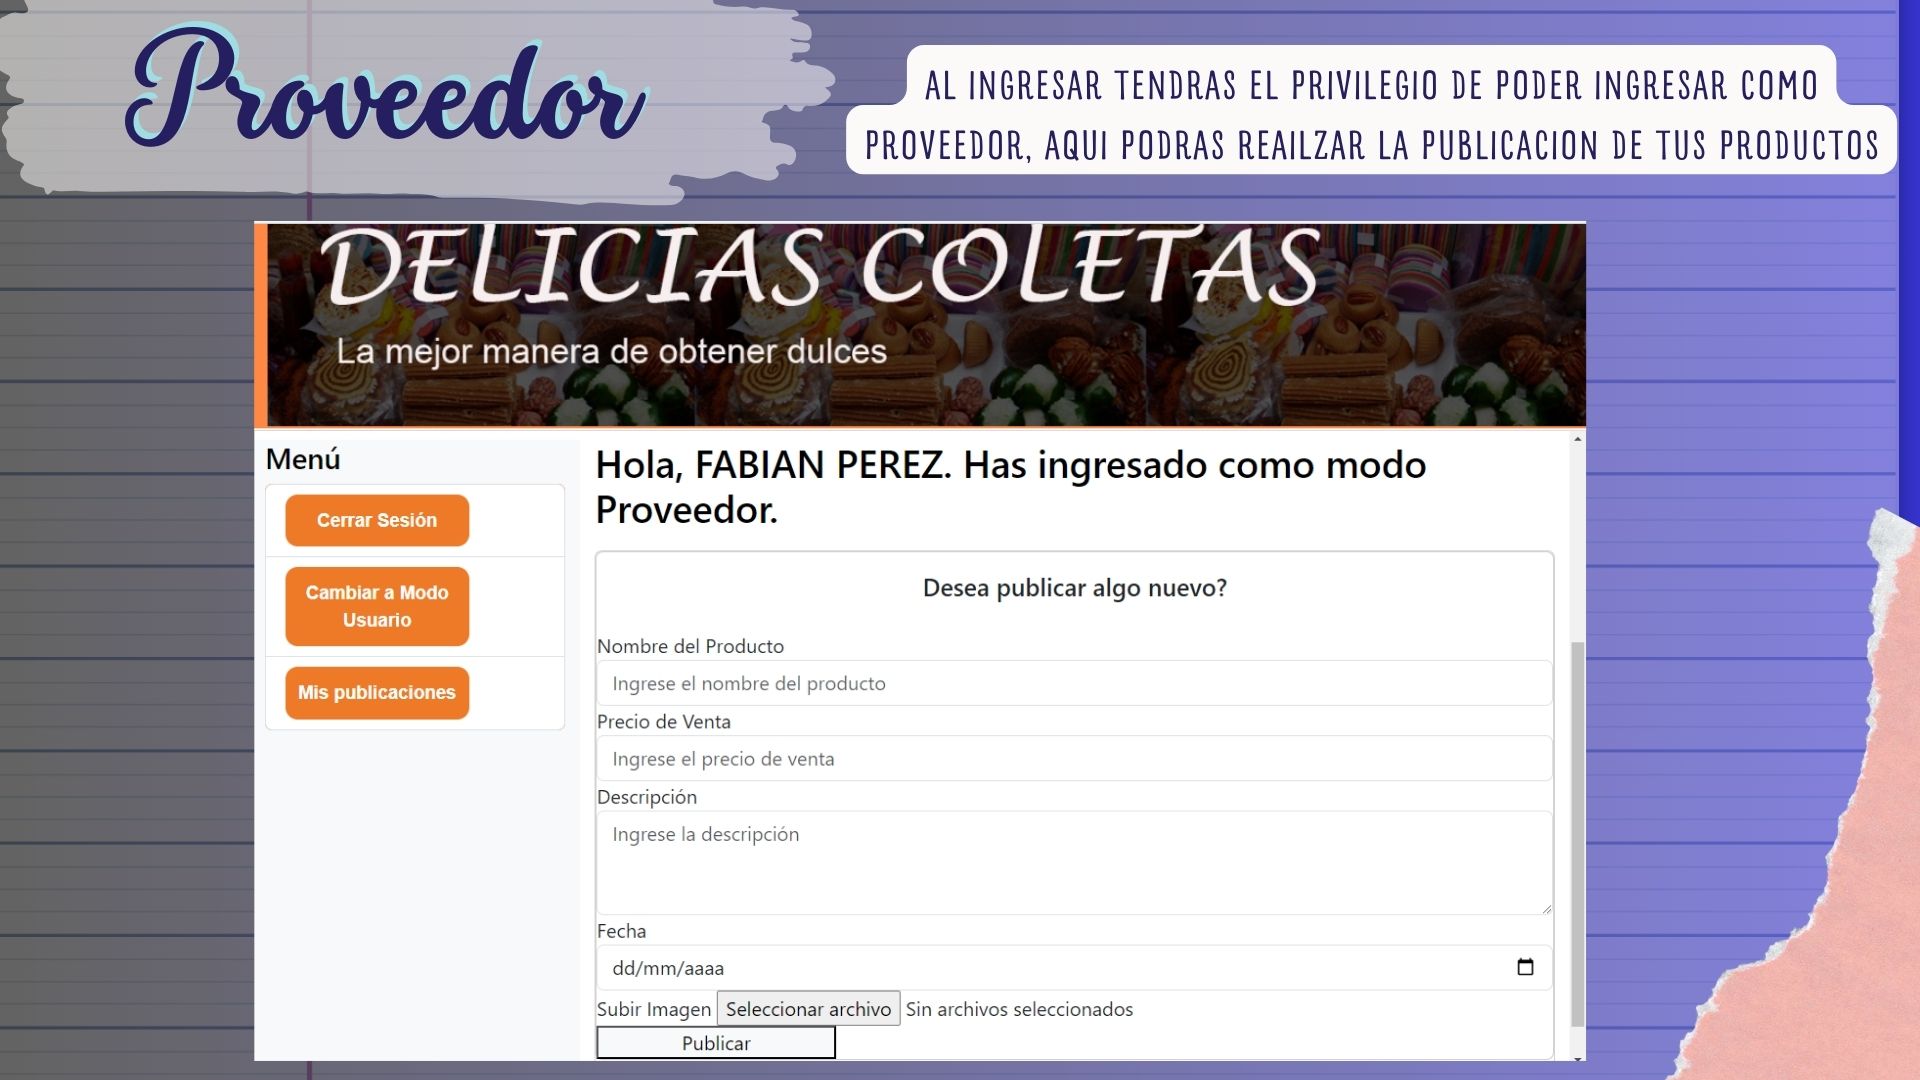 Proveedor
AL INGRESAR TENDRAS EL PRIVILEGIO DE PODER INGRESAR COMO
PROVEEDOR, AQUI PODRAS REAILZAR LA PUBLICACION DE TUS PRODUCTOS
DELICIAS COLETAS
La mejor manera de obtener dulces
Menú
Cerrar Sesión
Cambiar a Modo
Usuario
Mis publicaciones
Hola, FABIAN PEREZ. Has ingresado como modo
Proveedor.
Desea publicar algo nuevo?
Nombre del Producto
Ingrese el nombre del producto
Precio de Venta
Ingrese el precio de venta
Descripción
Ingrese la descripción
Fecha
dd/mm/aaaa
Subir Imagen Seleccionar archivo Sin archivos seleccionados
Publicar